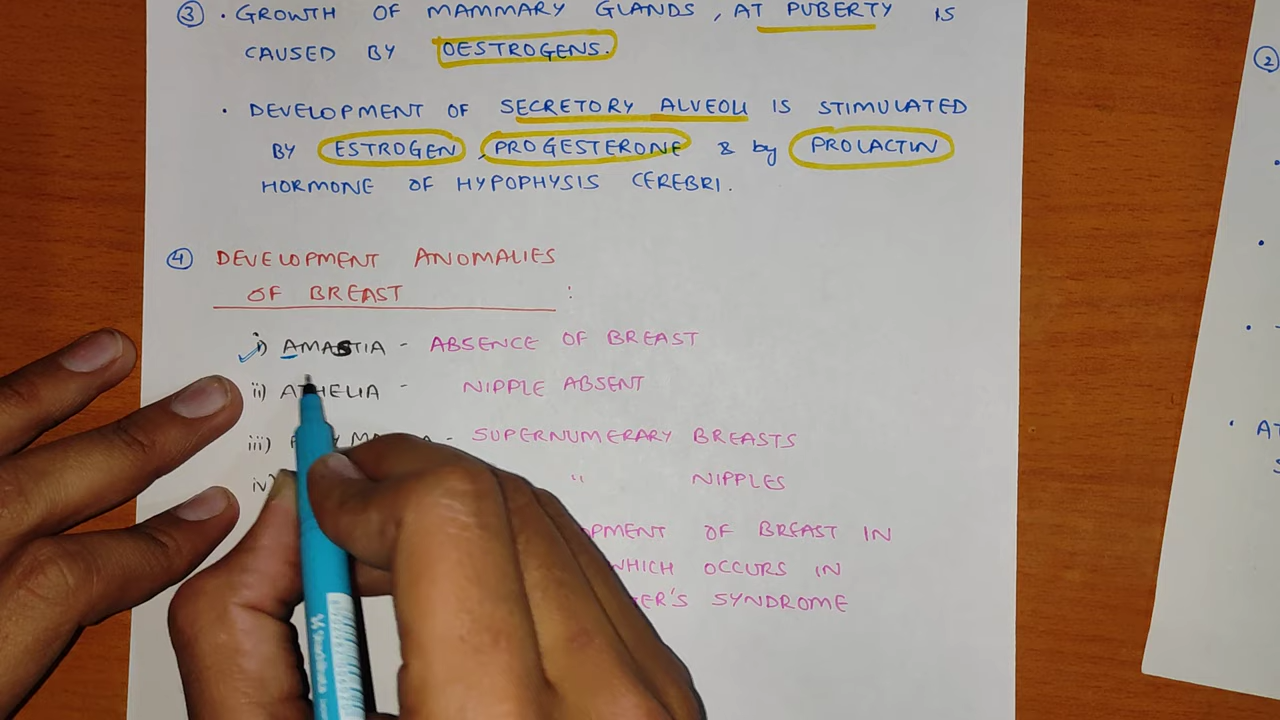 ③ · GROWTH OF MAMMARY GLANDS, AT PUBERTY IS
CAUSED BY OESTROGENS.
· DEVELOPMENT OF SECRETORY ALVEOLI IS STIMULATED
BY ESTROGEN, PROGESTERONE & by PROLACTIN
HORMONE OF HYPOPHYSIS CEREBRI.
④ DEVELOPMENT ANOMALIES
OF BREAST :
i) AMASTIA - ABSENCE OF BREAST
ii) ATHELIA - NIPPLE ABSENT
iii) - SUPERNUMERARY BREASTS
iv) " NIPPLES
OF BREAST IN
WHICH OCCURS IN
SYNDROME
②
· AT